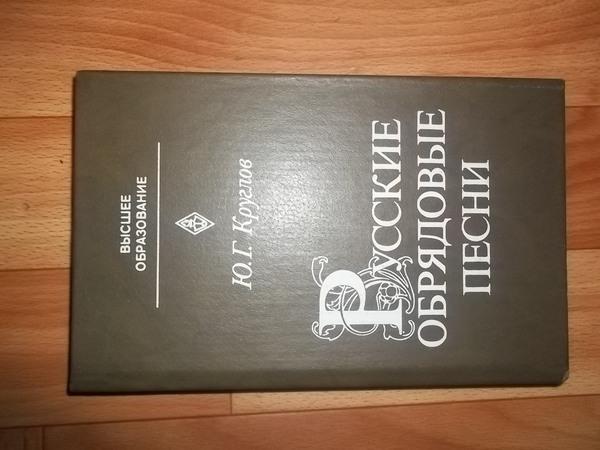 ВЫСШЕЕ
ОБРАЗОВАНИЕ
Ю.Г. Круглов
РУССКИЕ
ОБРЯДОВЫЕ
ПЕСНИ